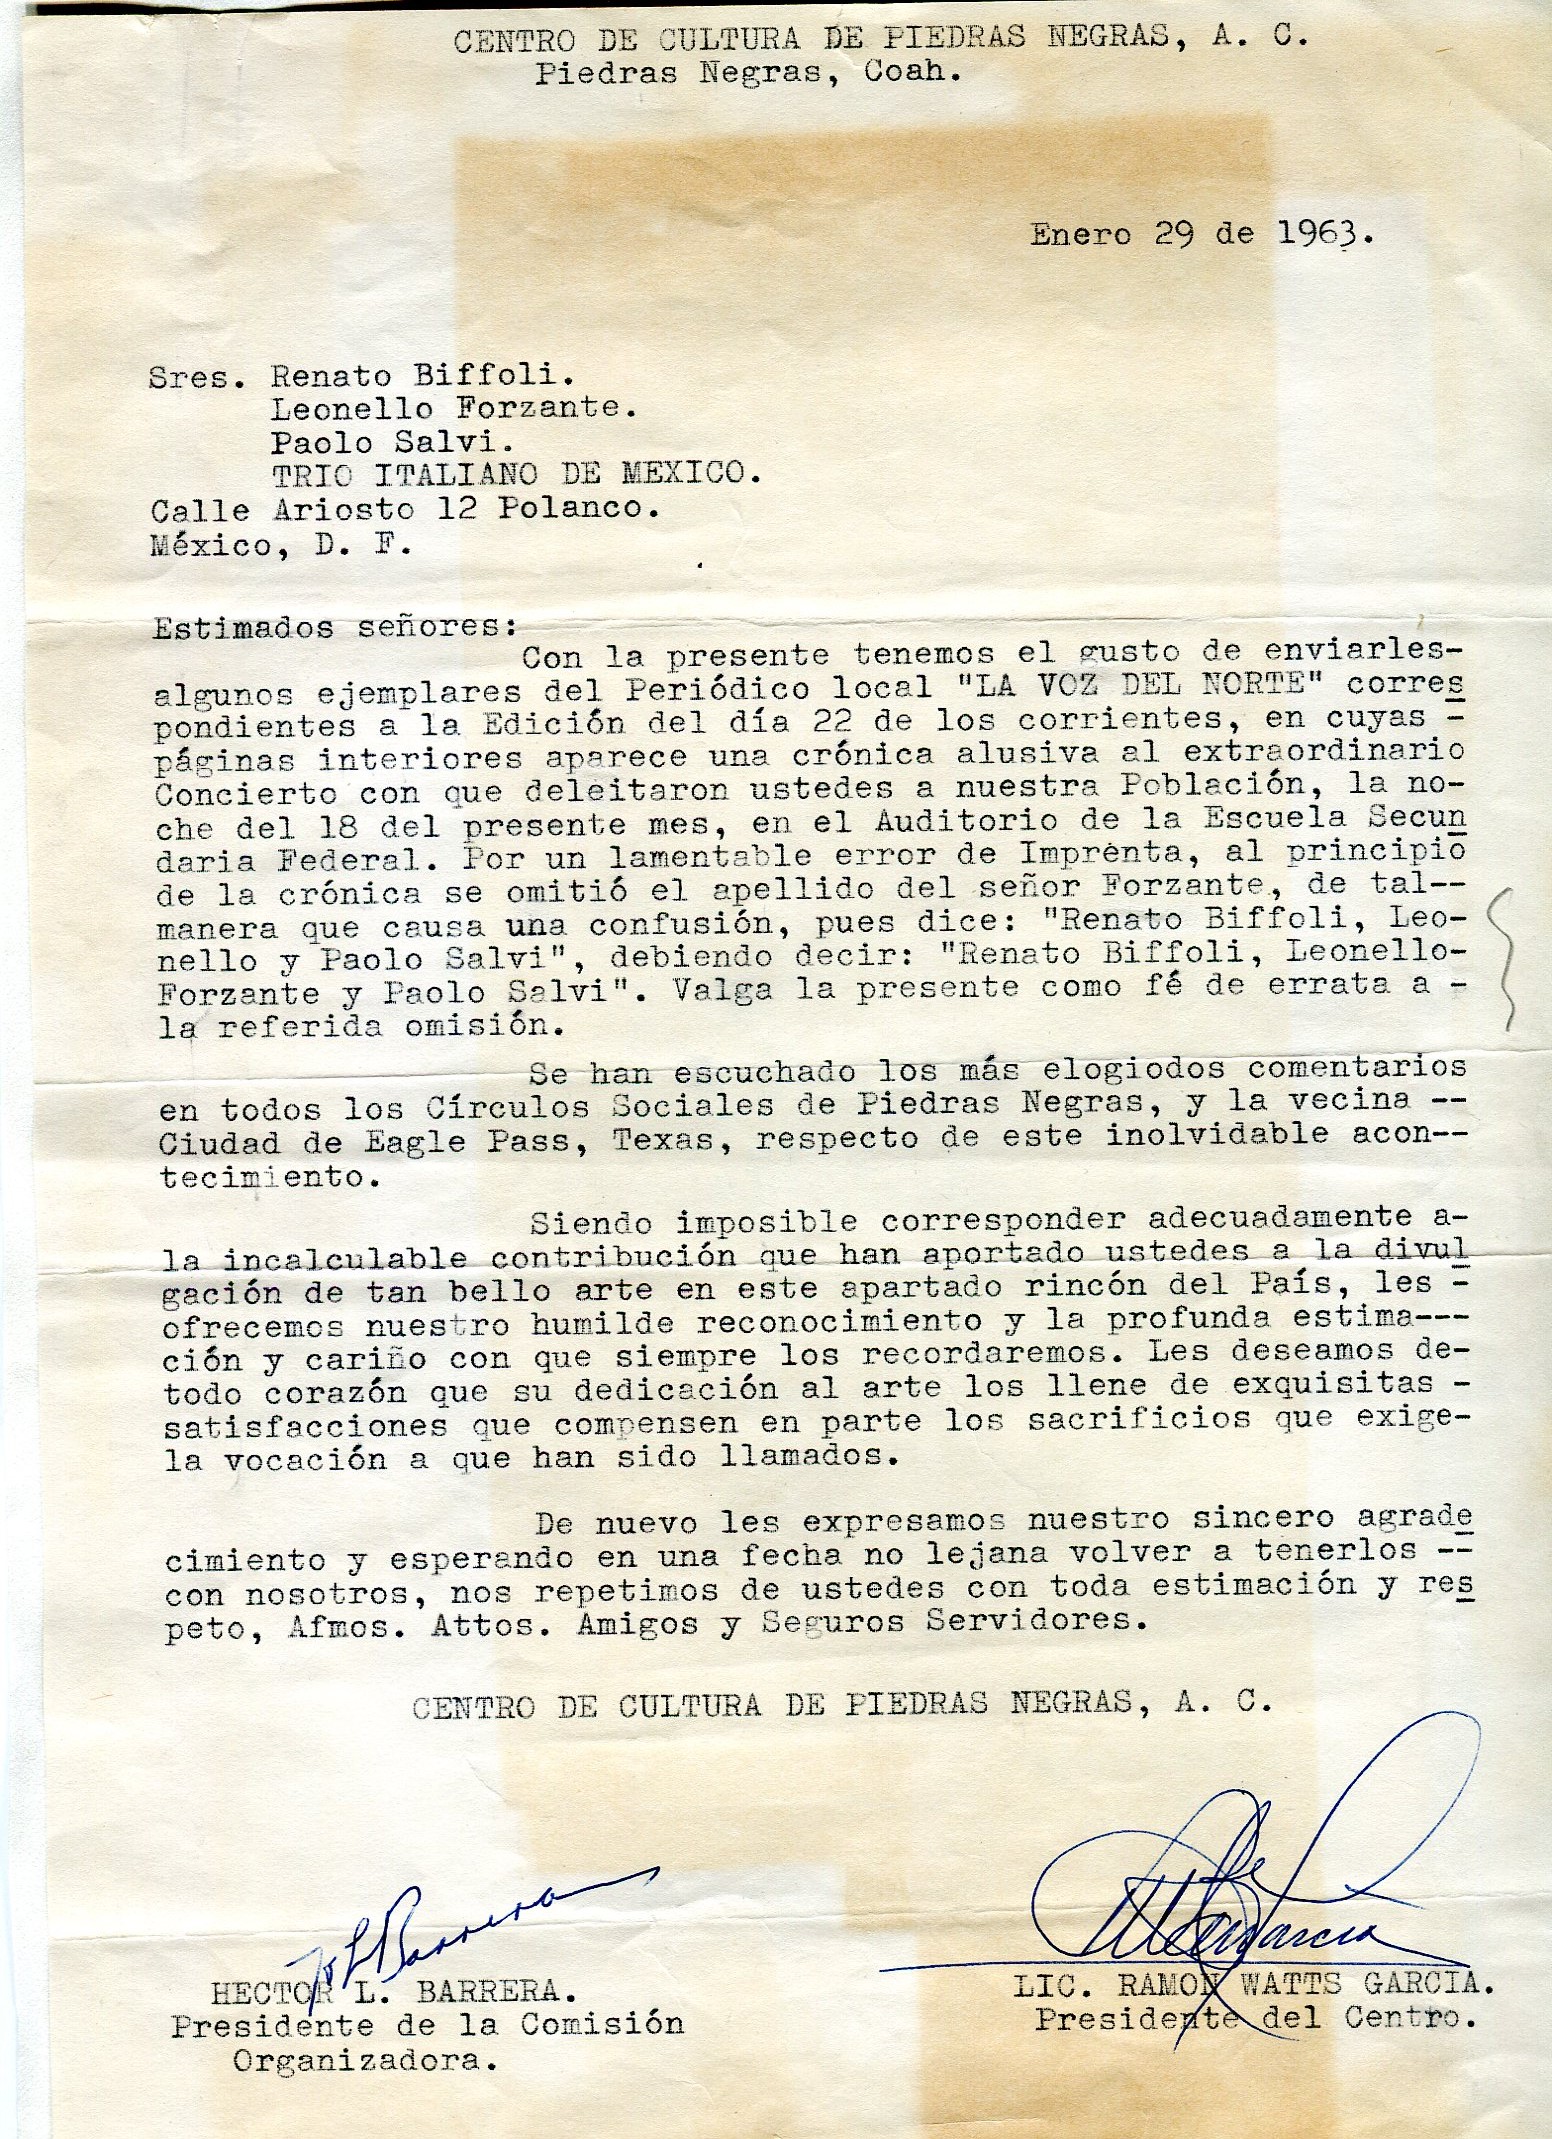 CENTRO DE CULTURA DE PIEDRAS NEGRAS, A. C.
Piedras Negras, Coah.
Enero 29 de 1963.
Sres. Renato Biffoli.
Leonello Forzante.
Paolo Salvi.
TRIO ITALIANO DE MEXICO.
Calle Ariosto 12 Polanco.
México, D. F.
Estimados señores:
Con la presente tenemos el gusto de enviarles-
algunos ejemplares del Periódico local "LA VOZ DEL NORTE" corres
pondientes a la Edición del día 22 de los corrientes, en cuyas -
páginas interiores aparece una crónica alusiva al extraordinario
Concierto con que deleitaron ustedes a nuestra Población, la no-
che del 18 del presente mes, en el Auditorio de la Escuela Secun
daria Federal. Por un lamentable error de Imprenta, al principio
de la crónica se omitió el apellido del señor Forzante, de tal--
manera que causa una confusión, pues dice: "Renato Biffoli, Leo-
nello y Paolo Salvi", debiendo decir: "Renato Biffoli, Leonello-
Forzante y Paolo Salvi". Valga la presente como fé de errata a -
la referida omisión.
Se han escuchado los más elogiodos comentarios
en todos los Círculos Sociales de Piedras Negras, y la vecina --
Ciudad de Eagle Pass, Texas, respecto de este inolvidable acon--
tecimiento.
Siendo imposible corresponder adecuadamente a-
la incalculable contribución que han aportado ustedes a la divul
gación de tan bello arte en este apartado rincón del País, les -
ofrecemos nuestro humilde reconocimiento y la profunda estima---
ción y cariño con que siempre los recordaremos. Les deseamos de-
todo corazón que su dedicación al arte los llene de exquisitas -
satisfacciones que compensen en parte los sacrificios que exige-
la vocación a que han sido llamados.
De nuevo les expresamos nuestro sincero agrade
cimiento y esperando en una fecha no lejana volver a tenerlos --
con nosotros, nos repetimos de ustedes con toda estimación y res
peto, Afmos. Attos. Amigos y Seguros Servidores.
CENTRO DE CULTURA DE PIEDRAS NEGRAS, A. C.
L Barrera
HECTOR L. BARRERA.
Presidente de la Comisión
Organizadora.
Garcia
LIC. RAMON WATTS GARCIA.
Presidente del Centro.